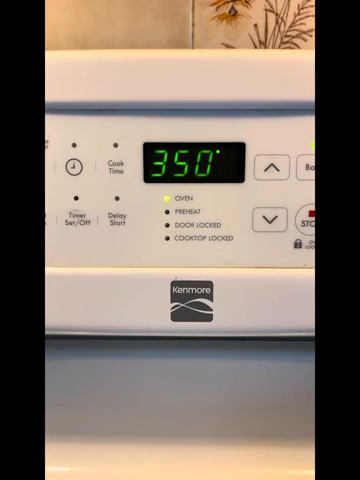 350°
Cook
Time
OVEN
PREHEAT
DOOR LOCKED
COOKTOP LOCKED
Timer
Set/Off
Delay
Start
Kenmore